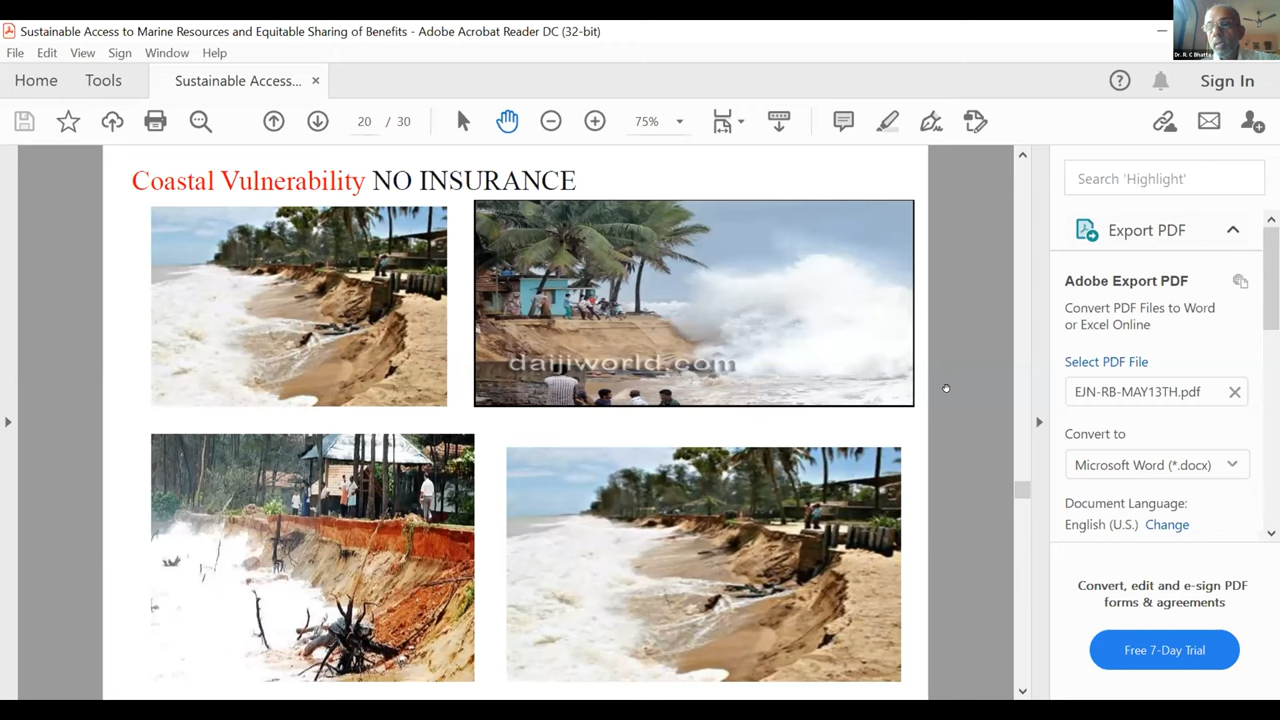 Sustainable Access to Marine Resources and Equitable Sharing of Benefits - Adobe Acrobat Reader DC (32-bit)
Dr. R. C Bhatta
File Edit View Sign Window Help
Home Tools Sustainable Access... × Sign In
20 / 30 75%
Coastal Vulnerability NO INSURANCE
daijiworld.com
Search 'Highlight'
Export PDF
Adobe Export PDF
Convert PDF Files to Word
or Excel Online
Select PDF File
EJN-RB-MAY13TH.pdf
Convert to
Microsoft Word (*.docx)
Document Language:
English (U.S.) Change
Convert, edit and e-sign PDF
forms & agreements
Free 7-Day Trial